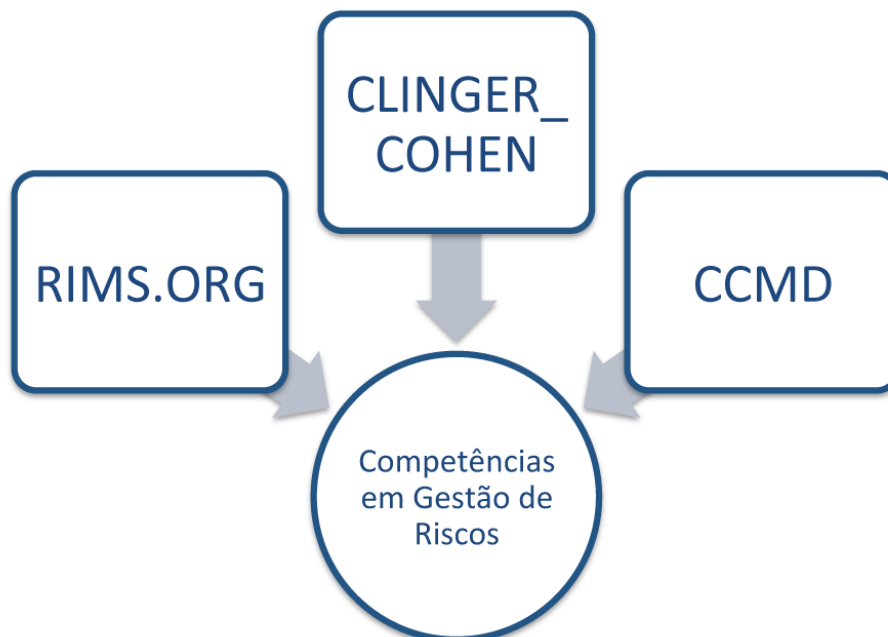 CLINGER_
COHEN
RIMS.ORG
CCMD
Competências
em Gestão de
Riscos